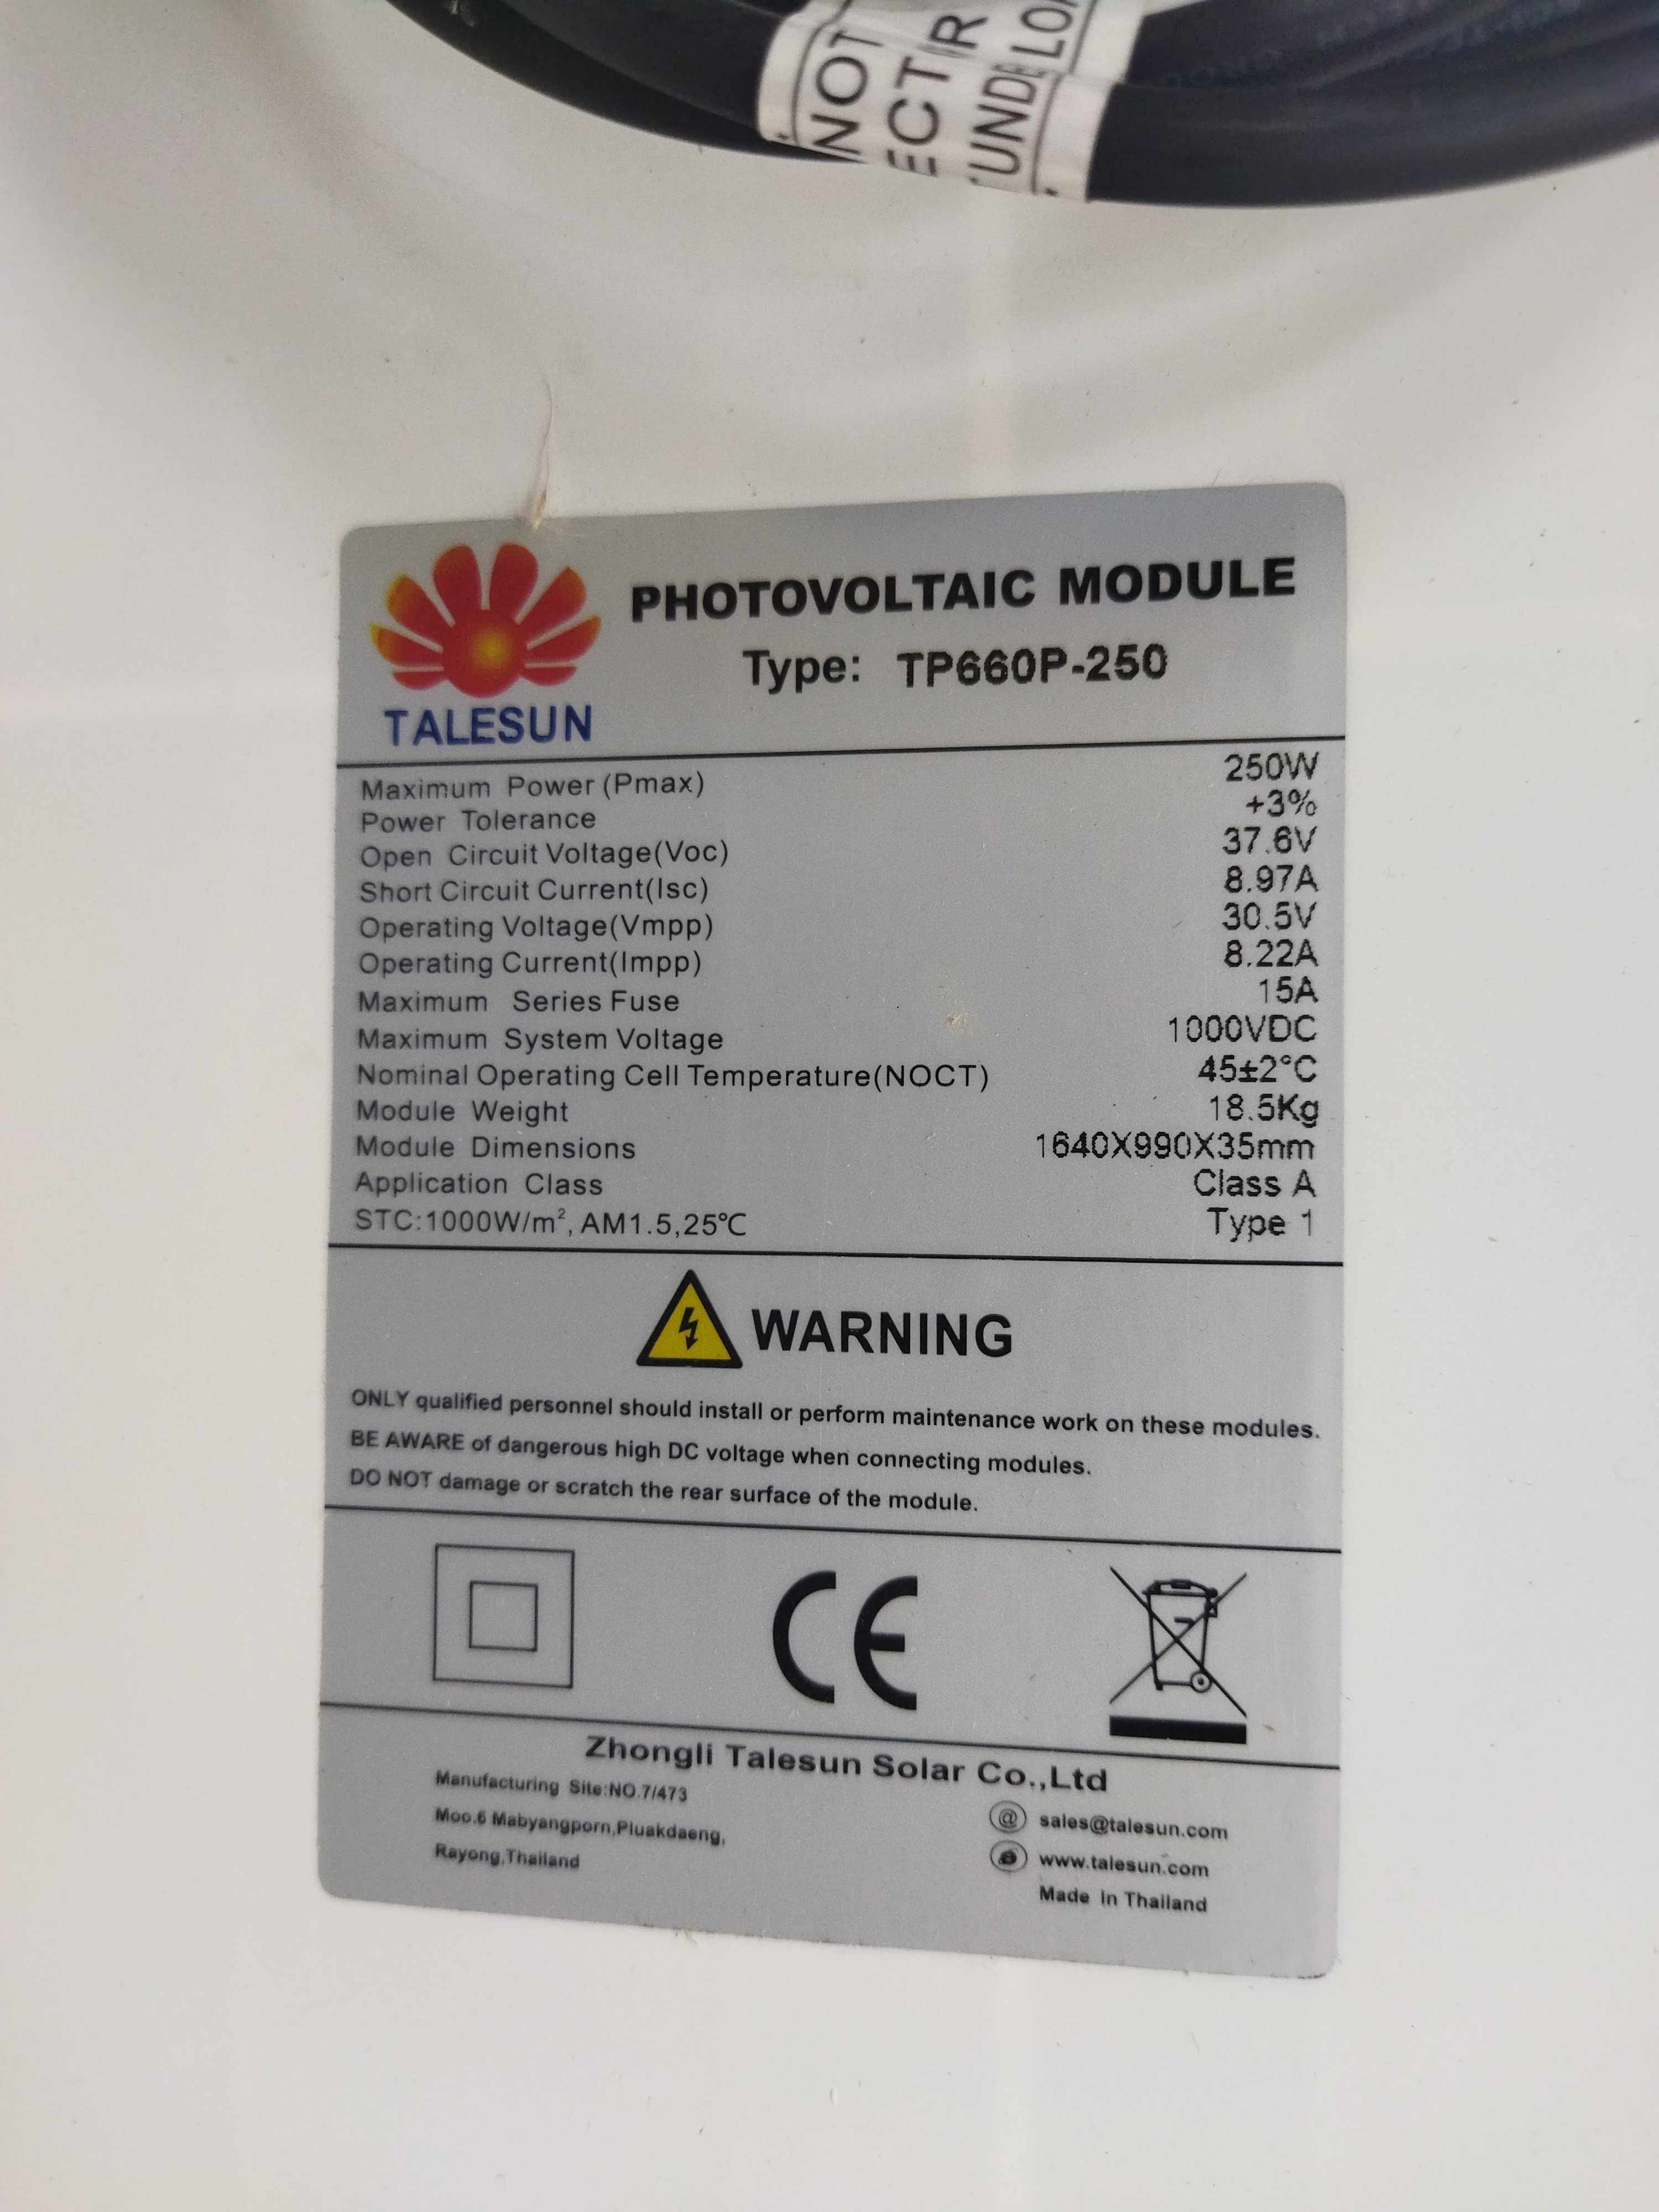 NOT
ECT R
UNDE LOA
TALESUN
PHOTOVOLTAIC MODULE
Type: TP660P-250
Maximum Power (Pmax) 250W
Power Tolerance +3%
Open Circuit Voltage(Voc) 37.6V
Short Circuit Current(Isc) 8.97A
Operating Voltage(Vmpp) 30.5V
Operating Current(Impp) 8.22A
Maximum Series Fuse 15A
Maximum System Voltage 1000VDC
Nominal Operating Cell Temperature(NOCT) 45±2°C
Module Weight 18.5Kg
Module Dimensions 1640X990X35mm
Application Class Class A
STC:1000W/m², AM1.5,25℃ Type 1
WARNING
ONLY qualified personnel should install or perform maintenance work on these modules.
BE AWARE of dangerous high DC voltage when connecting modules.
DO NOT damage or scratch the rear surface of the module.
CE
Zhongli Talesun Solar Co.,Ltd
Manufacturing Site:NO.7/473
Moo.6 Mabyangporn,Pluakdaeng,
Rayong,Thailand
@ sales@talesun.com
www.talesun.com
Made in Thailand